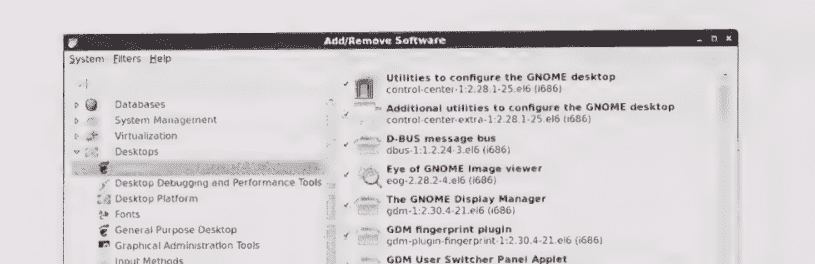 Add/Remove Software
System Filters Help
Databases
System Management
Virtualization
Desktops
Desktop Debugging and Performance Tools
Desktop Platform
Fonts
General Purpose Desktop
Graphical Administration Tools
Input Methods
Utilities to configure the GNOME desktop
control-center-1:2.28.1-25.el6 (i686)
Additional utilities to configure the GNOME desktop
control-center-extra-1:2.28.1-25.el6 (i686)
D-BUS message bus
dbus-1:1.2.24-3.el6 (i686)
Eye of GNOME Image viewer
eog-2.28.2-4.el6 (i686)
The GNOME Display Manager
gdm-1:2.30.4-21.el6 (i686)
GDM fingerprint plugin
gdm-plugin-fingerprint-1:2.30.4-21.el6 (i686)
GDM User Switcher Panel Applet